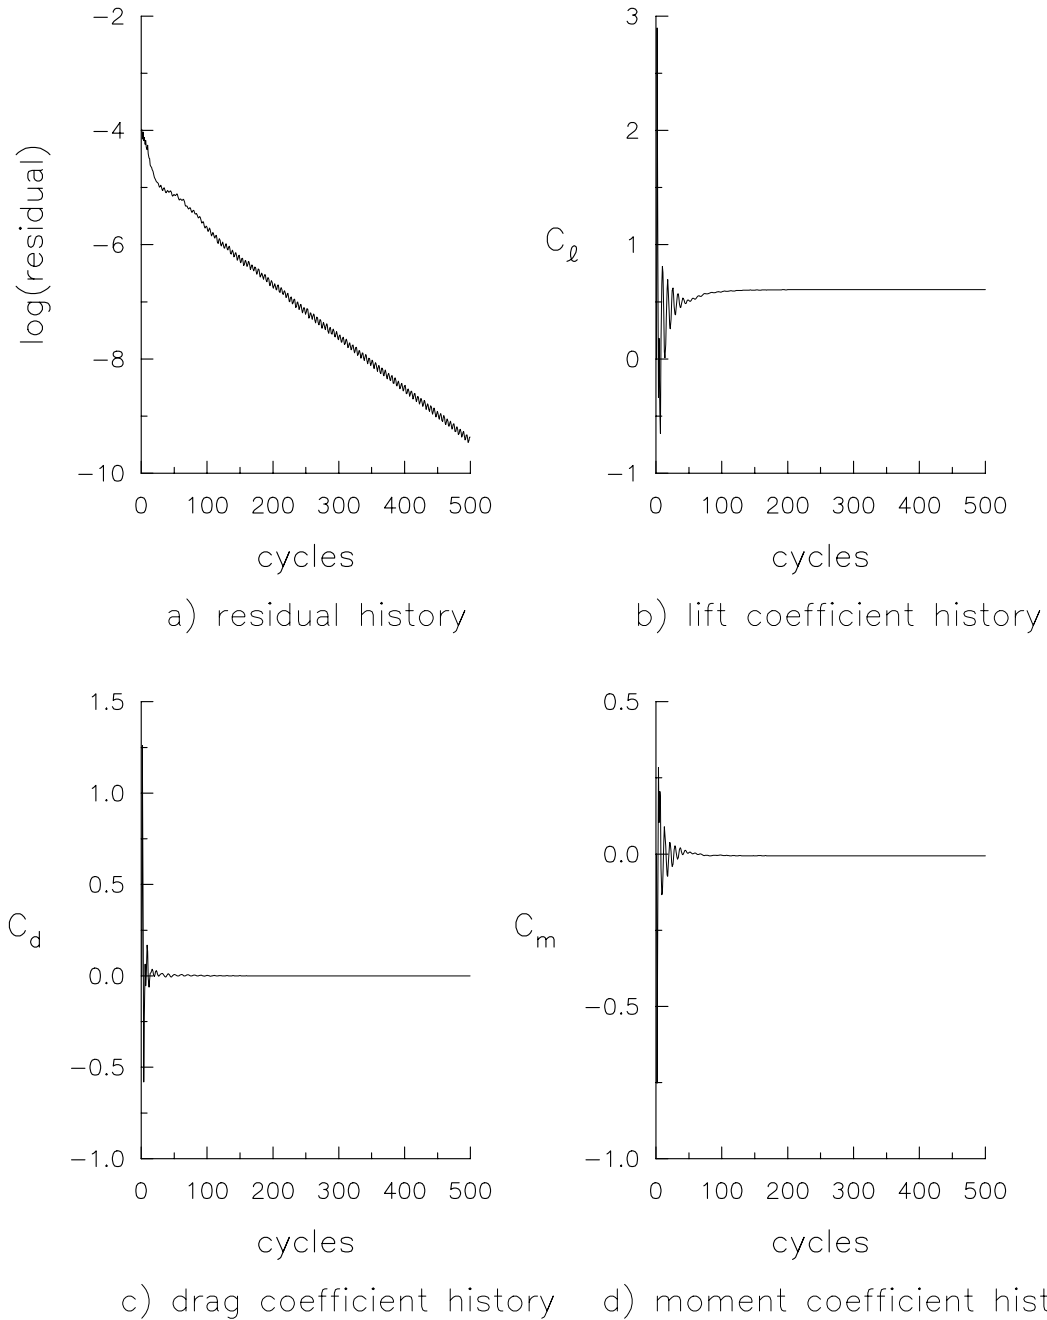 −2
−4
−6
−8
−10
log(residual)
0 100 200 300 400 500
cycles
a) residual history
3
2
1
0
−1
Cℓ
0 100 200 300 400 500
cycles
b) lift coefficient history
1.5
1.0
0.5
0.0
−0.5
−1.0
Cd
0 100 200 300 400 500
cycles
c) drag coefficient history
0.5
0.0
−0.5
−1.0
Cm
0 100 200 300 400 500
cycles
d) moment coefficient hist